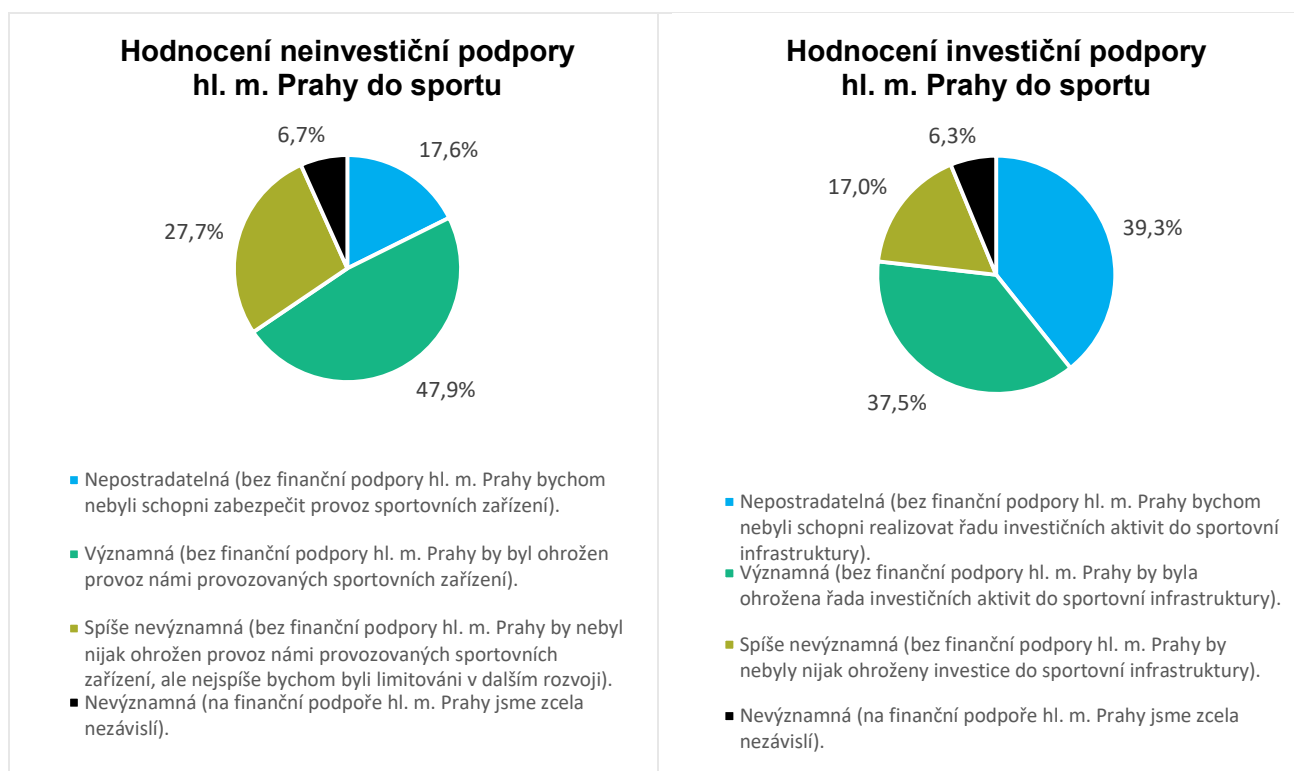 Hodnocení neinvestiční podpory
hl. m. Prahy do sportu
6,7%
17,6%
27,7%
47,9%
Nepostradatelná (bez finanční podpory hl. m. Prahy bychom
nebyli schopni zabezpečit provoz sportovních zařízení).
Významná (bez finanční podpory hl. m. Prahy by byl ohrožen
provoz námi provozovaných sportovních zařízení).
Spíše nevýznamná (bez finanční podpory hl. m. Prahy by nebyl
nijak ohrožen provoz námi provozovaných sportovních
zařízení, ale nejspíše bychom byli limitováni v dalším rozvoji).
Nevýznamná (na finanční podpoře hl. m. Prahy jsme zcela
nezávislí).
Hodnocení investiční podpory
hl. m. Prahy do sportu
6,3%
17,0%
39,3%
37,5%
Nepostradatelná (bez finanční podpory hl. m. Prahy bychom
nebyli schopni realizovat řadu investičních aktivit do sportovní
infrastruktury).
Významná (bez finanční podpory hl. m. Prahy by byla
ohrožena řada investičních aktivit do sportovní infrastruktury).
Spíše nevýznamná (bez finanční podpory hl. m. Prahy by
nebyly nijak ohroženy investice do sportovní infrastruktury).
Nevýznamná (na finanční podpoře hl. m. Prahy jsme zcela
nezávislí).